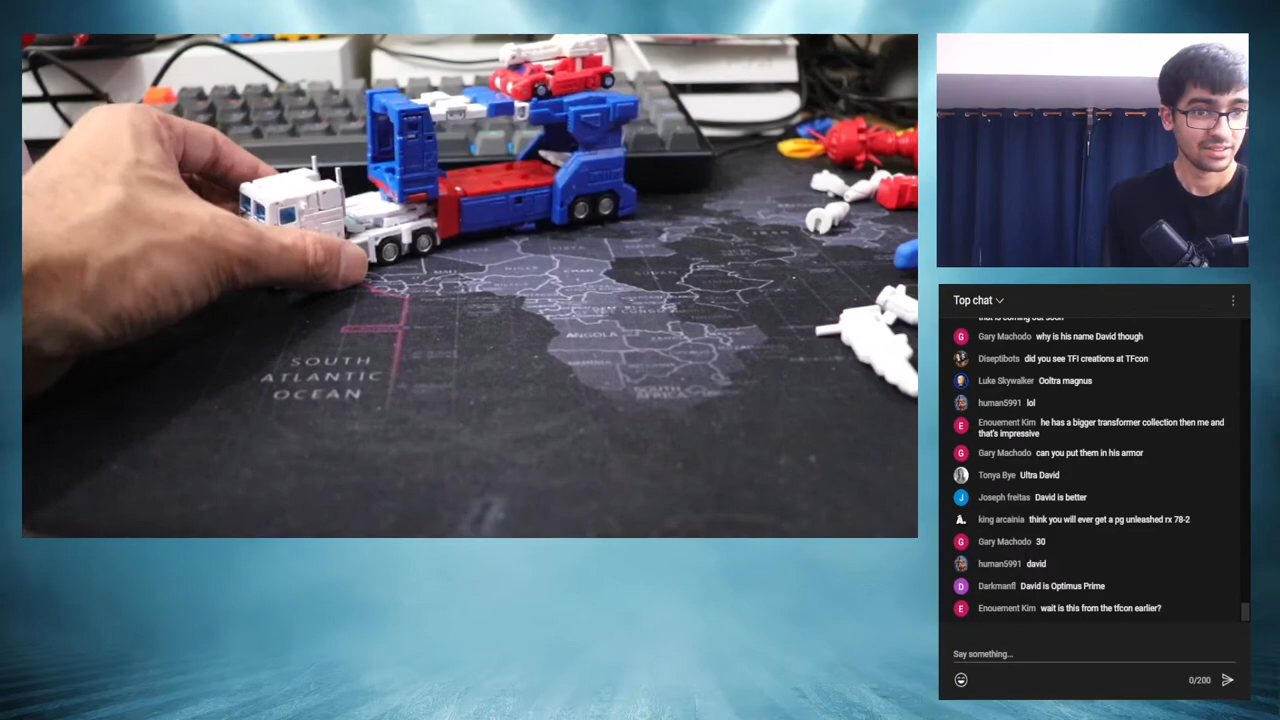 SOUTH
ATLANTIC
OCEAN
ANGOLA
CHAD
NIGER
MALI
Top chat
Gary Machodo why is his name David though
Diseptibots did you see TFI creations at TFcon
Luke Skywalker Ooltra magnus
human5991 lol
Enouement Kim he has a bigger transformer collection then me and
that's impressive
Gary Machodo can you put them in his armor
Tonya Bye Ultra David
Joseph freitas David is better
king arcainia think you will ever get a pg unleashed rx 78-2
Gary Machodo 30
human5991 david
Darkmanfl David is Optimus Prime
Enouement Kim wait is this from the tfcon earlier?
Say something...
0/200